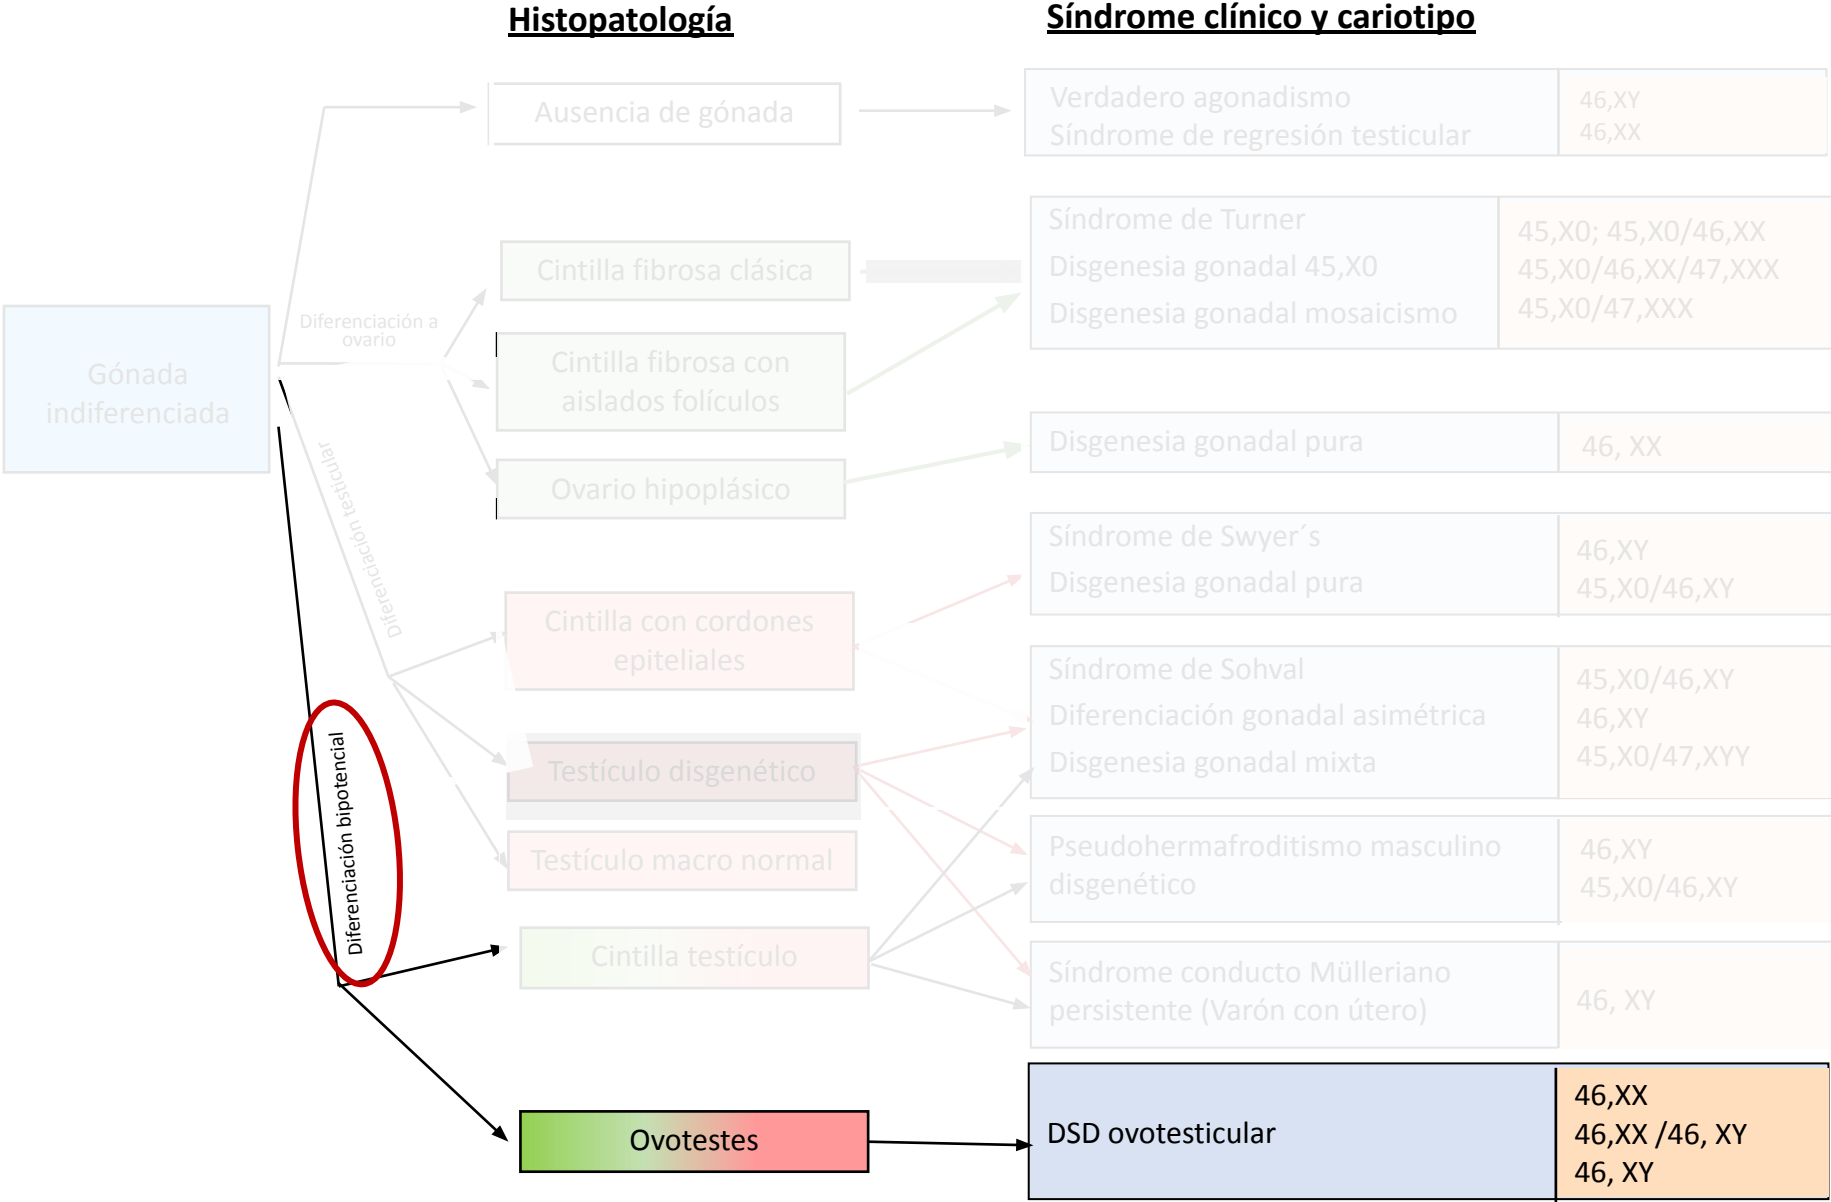 Histopatología
Síndrome clínico y cariotipo
Ausencia de gónada
Verdadero agonadismo
Síndrome de regresión testicular
46,XY
46,XX
Gónada
indiferenciada
Diferenciación a
ovario
Cintilla fibrosa clásica
Cintilla fibrosa con
aislados folículos
Ovario hipoplásico
Síndrome de Turner
Disgenesia gonadal 45,X0
Disgenesia gonadal mosaicismo
45,X0; 45,X0/46,XX
45,X0/46,XX/47,XXX
45,X0/47,XXX
Disgenesia gonadal pura
46, XX
Diferenciación testicular
Cintilla con cordones
epiteliales
Testículo disgenético
Testículo macro normal
Síndrome de Swyer´s
Disgenesia gonadal pura
46,XY
45,X0/46,XY
Síndrome de Sohval
Diferenciación gonadal asimétrica
Disgenesia gonadal mixta
45,X0/46,XY
46,XY
45,X0/47,XYY
Pseudohermafroditismo masculino
disgenético
46,XY
45,X0/46,XY
Diferenciación bipotencial
Cintilla testículo
Síndrome conducto Mülleriano
persistente (Varón con útero)
46, XY
Ovotestes
DSD ovotesticular
46,XX
46,XX /46, XY
46, XY